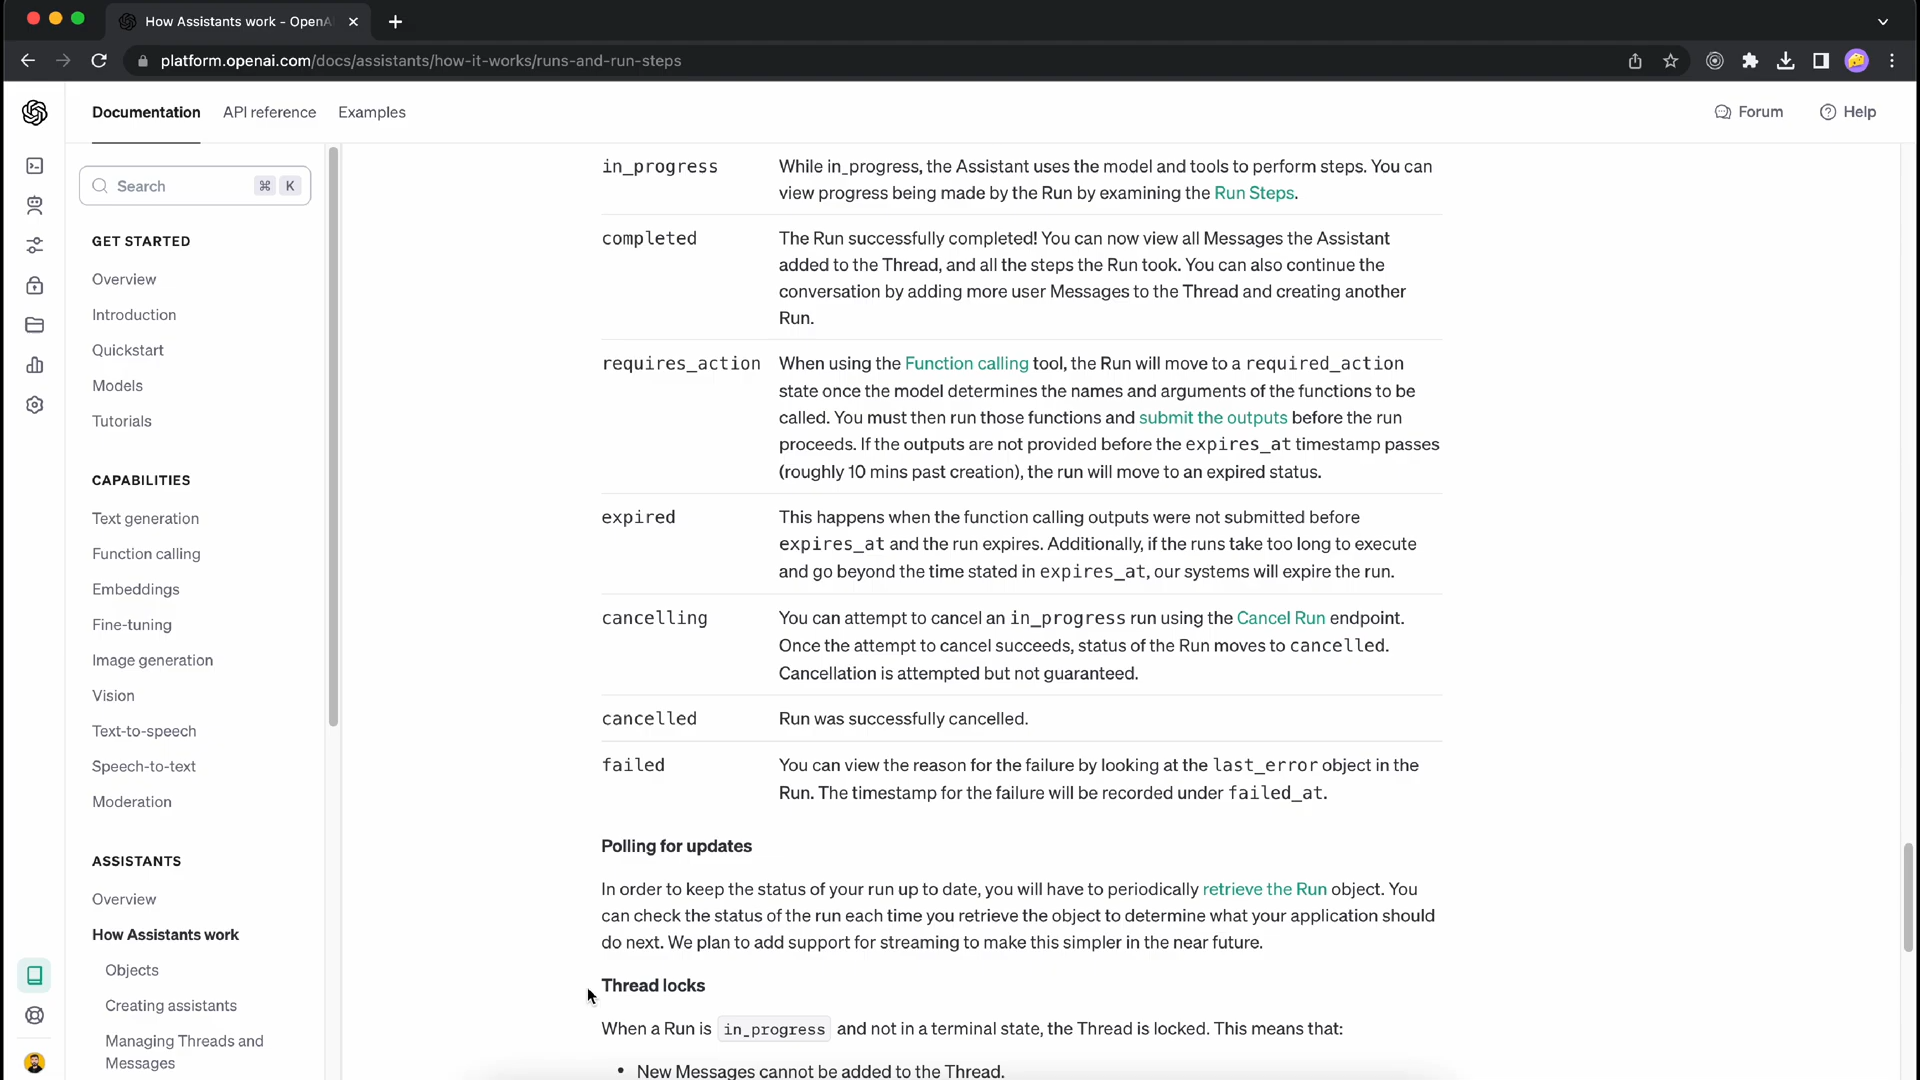 How Assistants work - OpenA
platform.openai.com/docs/assistants/how-it-works/runs-and-run-steps
Documentation
API reference
Examples
Forum
Help
Search
⌘ K
GET STARTED
Overview
Introduction
Quickstart
Models
Tutorials
CAPABILITIES
Text generation
Function calling
Embeddings
Fine-tuning
Image generation
Vision
Text-to-speech
Speech-to-text
Moderation
ASSISTANTS
Overview
How Assistants work
Objects
Creating assistants
Managing Threads and
Messages
in_progress
While in_progress, the Assistant uses the model and tools to perform steps. You can
view progress being made by the Run by examining the Run Steps.
completed
The Run successfully completed! You can now view all Messages the Assistant
added to the Thread, and all the steps the Run took. You can also continue the
conversation by adding more user Messages to the Thread and creating another
Run.
requires_action
When using the Function calling tool, the Run will move to a required_action
state once the model determines the names and arguments of the functions to be
called. You must then run those functions and submit the outputs before the run
proceeds. If the outputs are not provided before the expires_at timestamp passes
(roughly 10 mins past creation), the run will move to an expired status.
expired
This happens when the function calling outputs were not submitted before
expires_at and the run expires. Additionally, if the runs take too long to execute
and go beyond the time stated in expires_at, our systems will expire the run.
cancelling
You can attempt to cancel an in_progress run using the Cancel Run endpoint.
Once the attempt to cancel succeeds, status of the Run moves to cancelled.
Cancellation is attempted but not guaranteed.
cancelled
Run was successfully cancelled.
failed
You can view the reason for the failure by looking at the last_error object in the
Run. The timestamp for the failure will be recorded under failed_at.
Polling for updates
In order to keep the status of your run up to date, you will have to periodically retrieve the Run object. You
can check the status of the run each time you retrieve the object to determine what your application should
do next. We plan to add support for streaming to make this simpler in the near future.
Thread locks
When a Run is in_progress and not in a terminal state, the Thread is locked. This means that:
• New Messages cannot be added to the Thread.